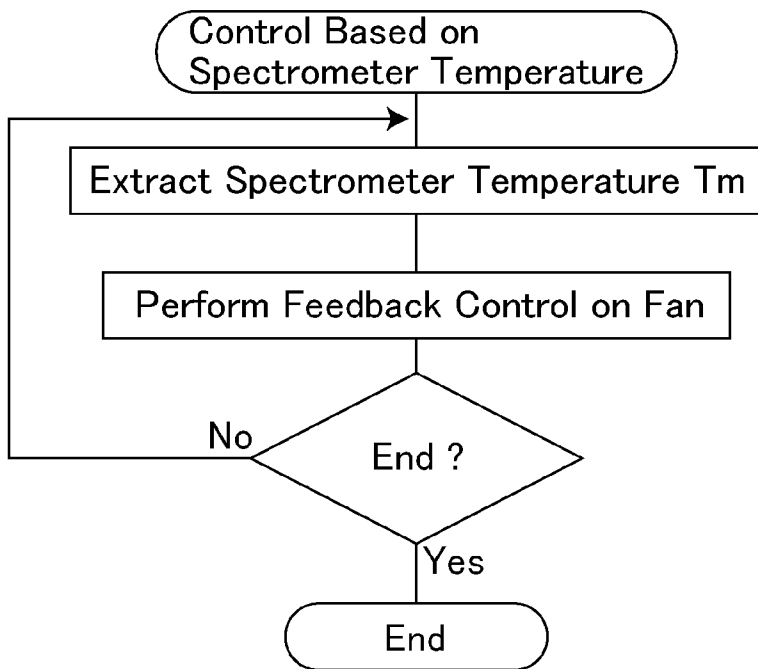 Control Based on
Spectrometer Temperature
Extract Spectrometer Temperature Tm
Perform Feedback Control on Fan
No
End ?
Yes
End